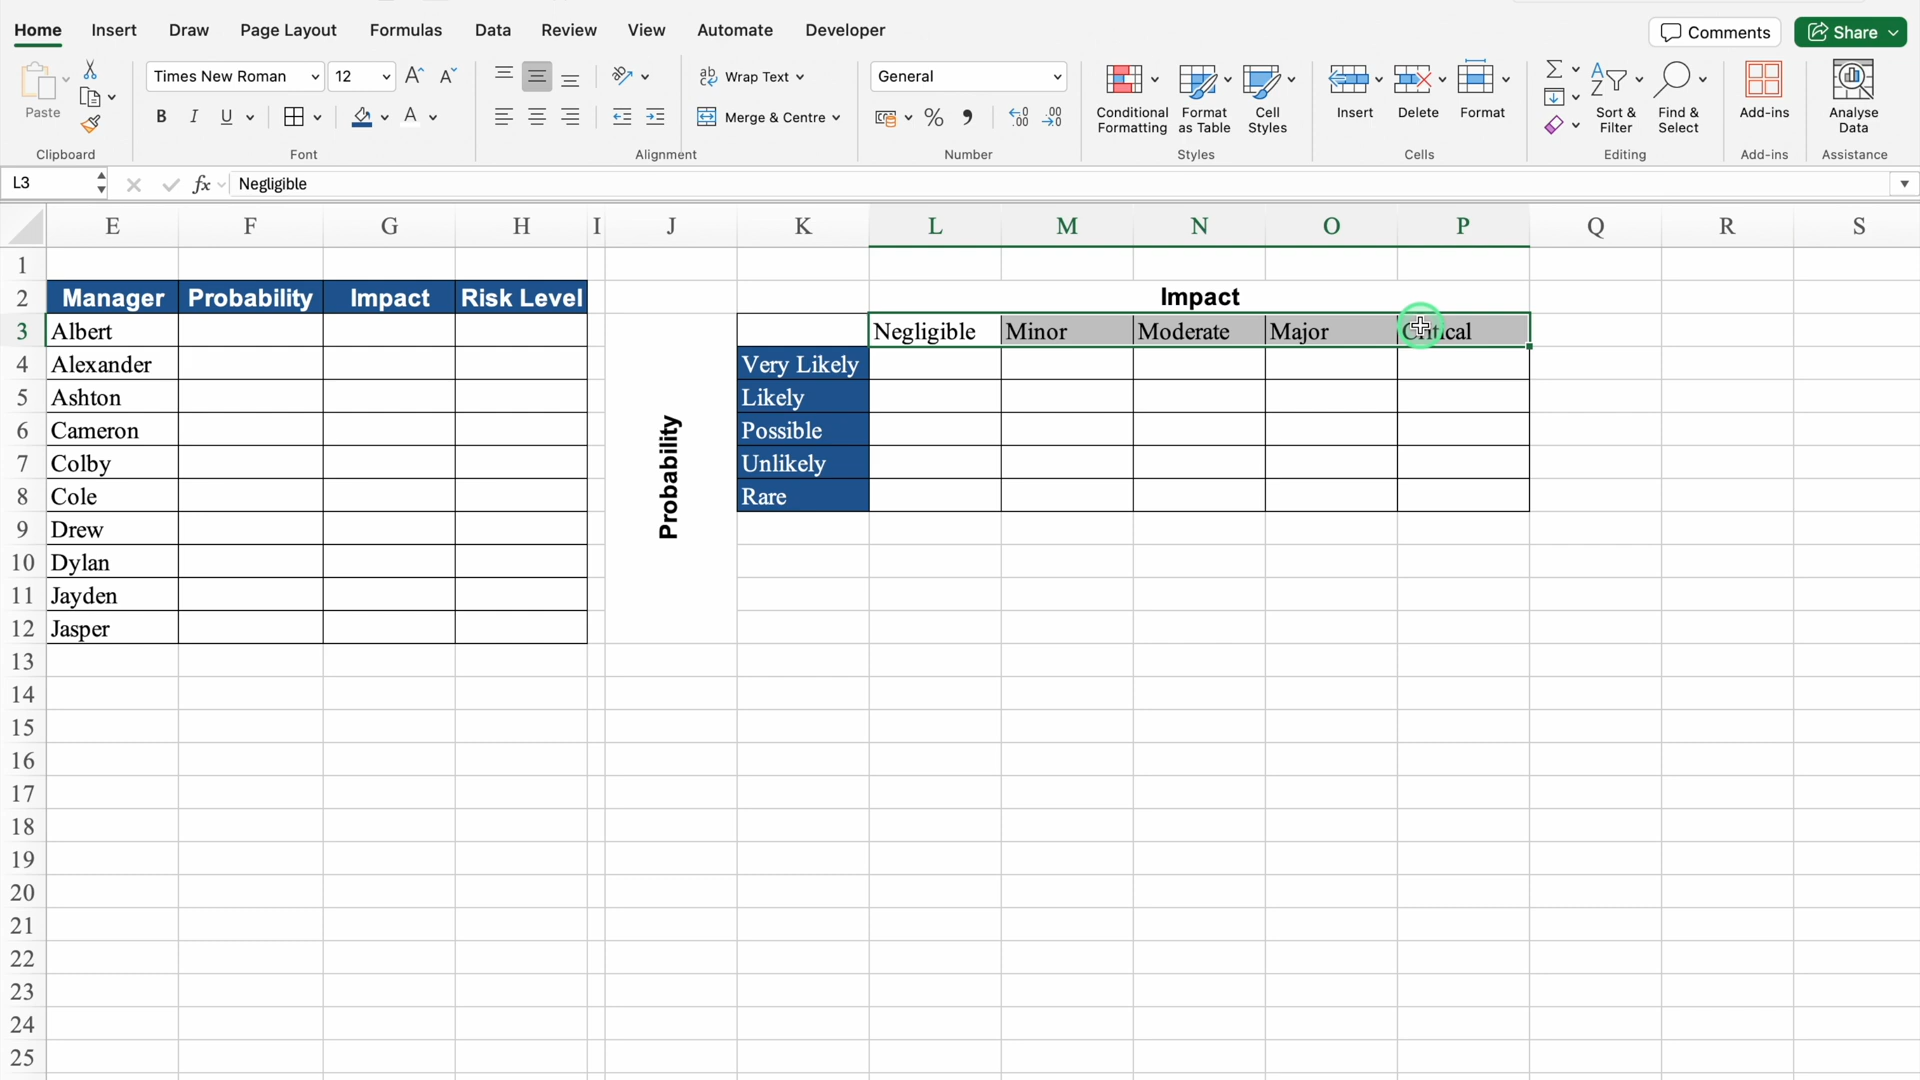 Home Insert Draw Page Layout Formulas Data Review View Automate Developer Comments Share
Times New Roman 12 Wrap Text General
Paste B I U Merge & Centre % Conditional Formatting Format as Table Cell Styles Insert Delete Format Sort & Filter Find & Select Add-ins Analyse Data
Clipboard Font Alignment Number Styles Cells Editing Add-ins Assistance
L3 fx Negligible
E F G H I J K L M N O P Q R S
1
2 Manager Probability Impact Risk Level Impact
3 Albert Negligible Minor Moderate Major Critical
4 Alexander Very Likely
5 Ashton Likely
6 Cameron Possible
7 Colby Unlikely
8 Cole Rare
Probability
9 Drew
10 Dylan
11 Jayden
12 Jasper
13
14
15
16
17
18
19
20
21
22
23
24
25